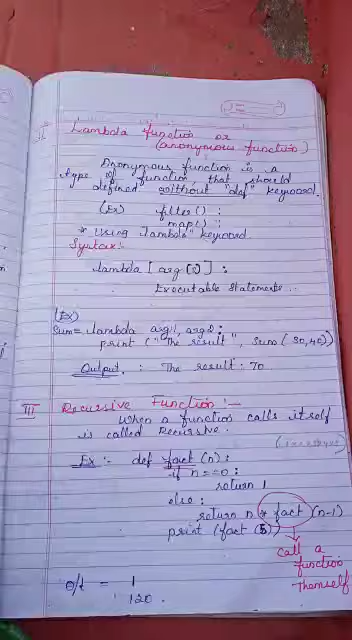 II Lambda function or
(anonymous function)
Anonymous function is a
type of function that should
defined without "def" keyword.
(Ex) filter() ;
map() ;
* Using "lambda" keyword
Syntax:-
lambda [arg(s)] :
Executable statements..
(Ex)
Sum = lambda arg1, arg2 :
print ("The result", sum(30,40))
Output : The result : 70
III Recursive Function :-
When a function calls itself
is called Recursive.
Ex :- def fact (n):
if n==0 :
return 1
else :
return n * fact (n-1)
print (fact (5))
call a
function
themself
o/t = 1
120.